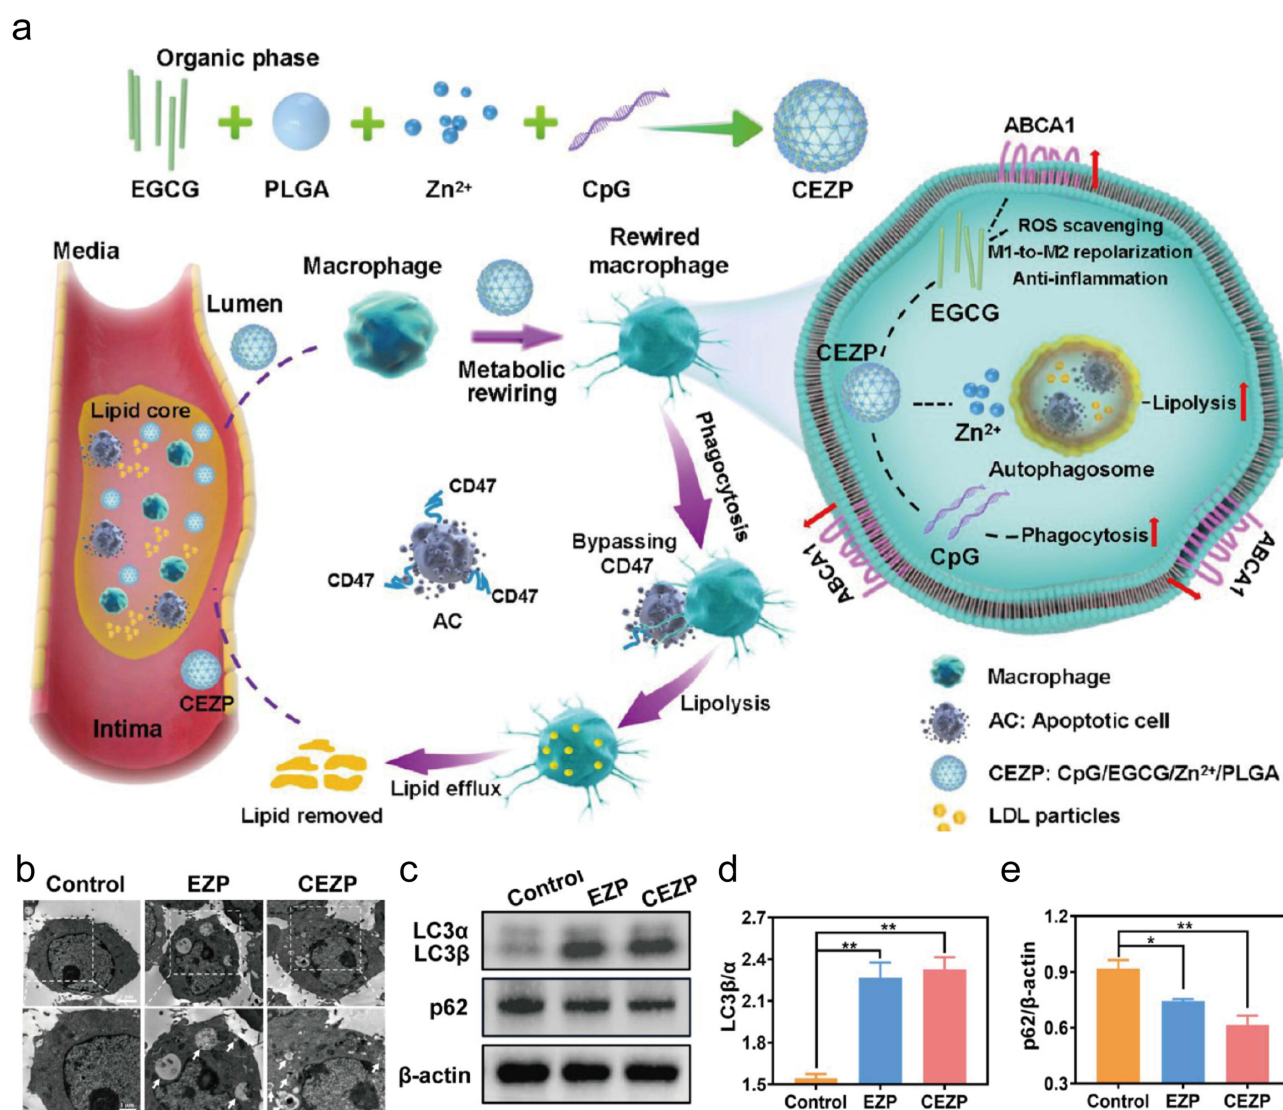 a
Organic phase
EGCG
PLGA
Zn²⁺
CpG
CEZP
ABCA1
Media
Lumen
Macrophage
Rewired
macrophage
Metabolic
rewiring
ROS scavenging
M1-to-M2 repolarization
Anti-inflammation
EGCG
CEZP
Zn²⁺
Lipolysis
Autophagosome
CpG
Phagocytosis
ABCA1
ABCA1
Lipid core
Phagocytosis
CD47
CD47
CD47
AC
Bypassing
CD47
CEZP
Intima
Lipolysis
Lipid efflux
Lipid removed
Macrophage
AC: Apoptotic cell
CEZP: CpG/EGCG/Zn²⁺/PLGA
LDL particles
b
Control
EZP
CEZP
c
Control
EZP
CEZP
LC3α
LC3β
p62
β-actin
d
LC3β/α
2.7
2.4
2.1
1.8
1.5
**
**
Control
EZP
CEZP
e
p62/β-actin
1.2
0.9
0.6
0.3
**
*
Control
EZP
CEZP